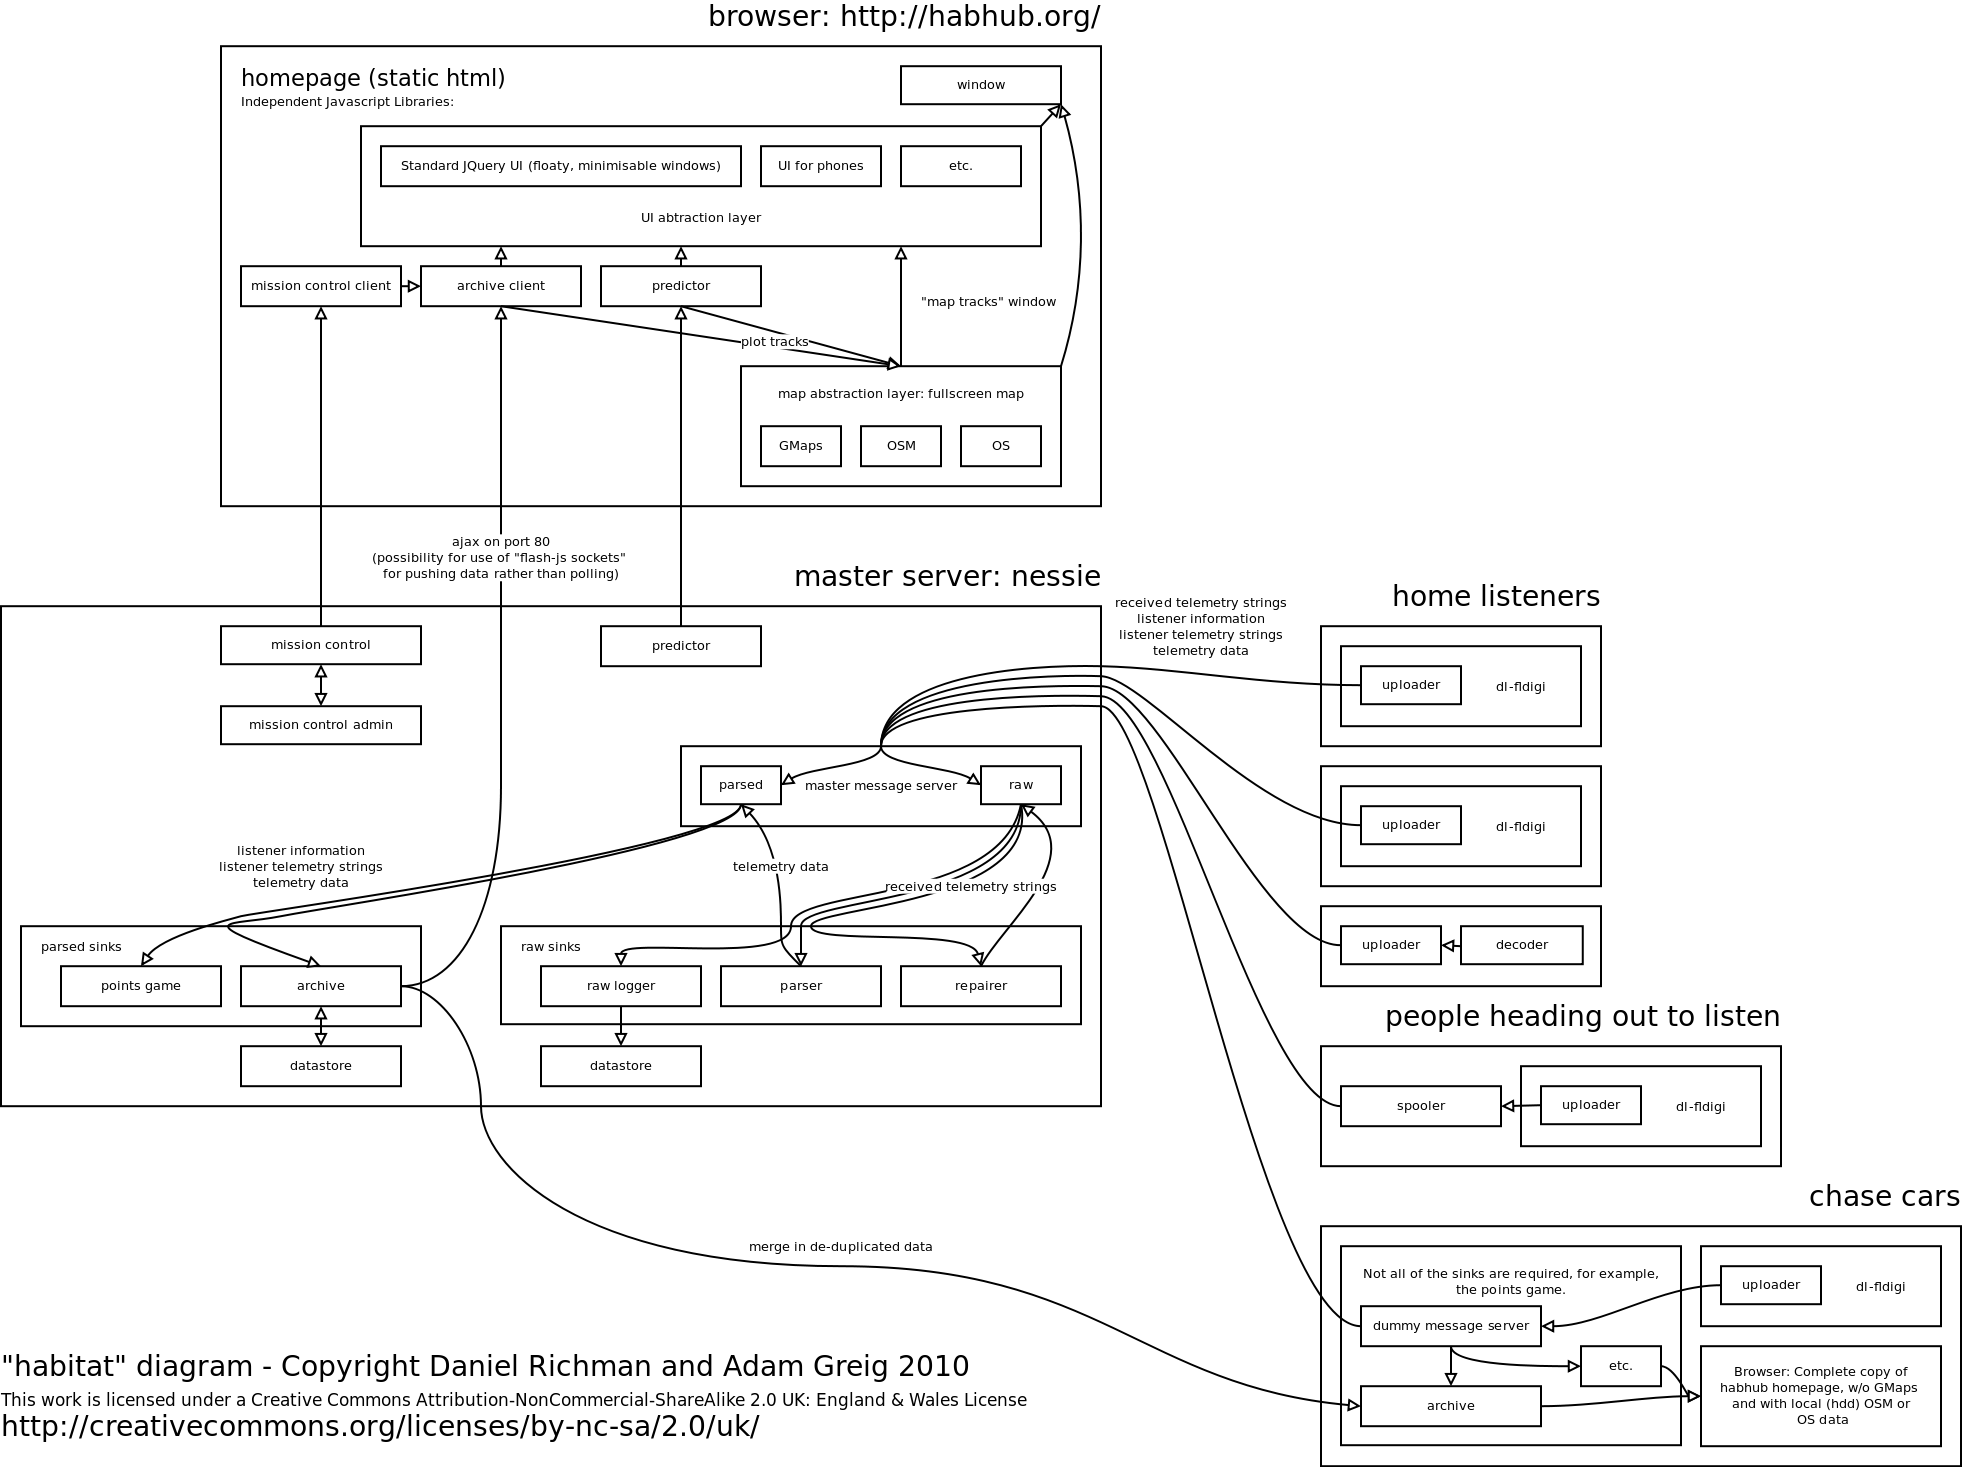 browser: http://habhub.org/
homepage (static html)
Independent Javascript Libraries:
window
Standard JQuery UI (floaty, minimisable windows)
UI for phones
etc.
UI abtraction layer
mission control client
archive client
predictor
"map tracks" window
plot tracks
map abstraction layer: fullscreen map
GMaps
OSM
OS
ajax on port 80
(possibility for use of "flash-js sockets"
for pushing data rather than polling)
master server: nessie
mission control
predictor
mission control admin
received telemetry strings
listener information
listener telemetry strings
telemetry data
parsed
master message server
raw
listener information
listener telemetry strings
telemetry data
telemetry data
received telemetry strings
parsed sinks
points game
archive
datastore
raw sinks
raw logger
parser
repairer
datastore
home listeners
uploader
dl-fldigi
uploader
dl-fldigi
uploader
decoder
people heading out to listen
spooler
uploader
dl-fldigi
chase cars
Not all of the sinks are required, for example,
the points game.
dummy message server
etc.
archive
uploader
dl-fldigi
Browser: Complete copy of
habhub homepage, w/o GMaps
and with local (hdd) OSM or
OS data
merge in de-duplicated data
"habitat" diagram - Copyright Daniel Richman and Adam Greig 2010
This work is licensed under a Creative Commons Attribution-NonCommercial-ShareAlike 2.0 UK: England & Wales License
http://creativecommons.org/licenses/by-nc-sa/2.0/uk/